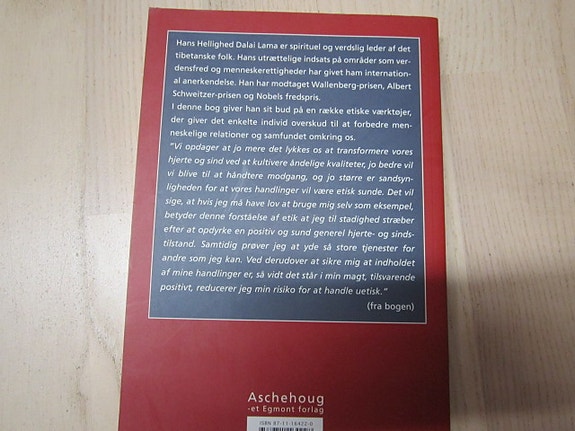 Hans Hellighed Dalai Lama er spirituel og verdslig leder af det
tibetanske folk. Hans utrættelige indsats på områder som ver-
densfred og menneskerettigheder har givet ham internation-
al anerkendelse. Han har modtaget Wallenberg-prisen, Albert
Schweitzer-prisen og Nobels fredspris.
I denne bog giver han sit bud på en række etiske værktøjer,
der giver det enkelte individ overskud til at forbedre men-
neskelige relationer og samfundet omkring os.
"Vi opdager at jo mere det lykkes os at transformere vores
hjerte og sind ved at kultivere åndelige kvaliteter, jo bedre vil
vi blive til at håndtere modgang, og jo større er sandsyn-
ligheden for at vores handlinger vil være etisk sunde. Det vil
sige, at hvis jeg må have lov at bruge mig selv som eksempel,
betyder denne forståelse af etik at jeg til stadighed stræber
efter at opdyrke en positiv og sund generel hjerte- og sinds-
tilstand. Samtidig prøver jeg at yde så store tjenester for
andre som jeg kan. Ved derudover at sikre mig at indholdet
af mine handlinger er, så vidt det står i min magt, tilsvarende
positivt, reducerer jeg min risiko for at handle uetisk."
(fra bogen)
Aschehoug
-et Egmont forlag
ISBN 87-11-16422-0